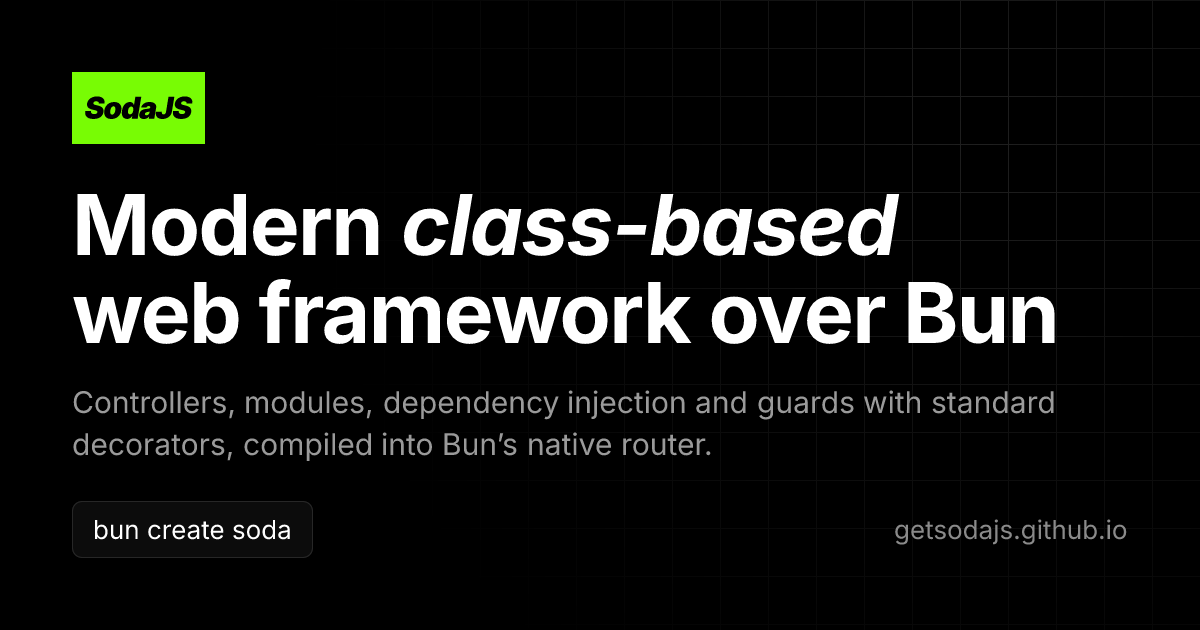 SodaJS
Modern class-based
web framework over Bun
Controllers, modules, dependency injection and guards with standard
decorators, compiled into Bun’s native router.
bun create soda
getsodajs.github.io